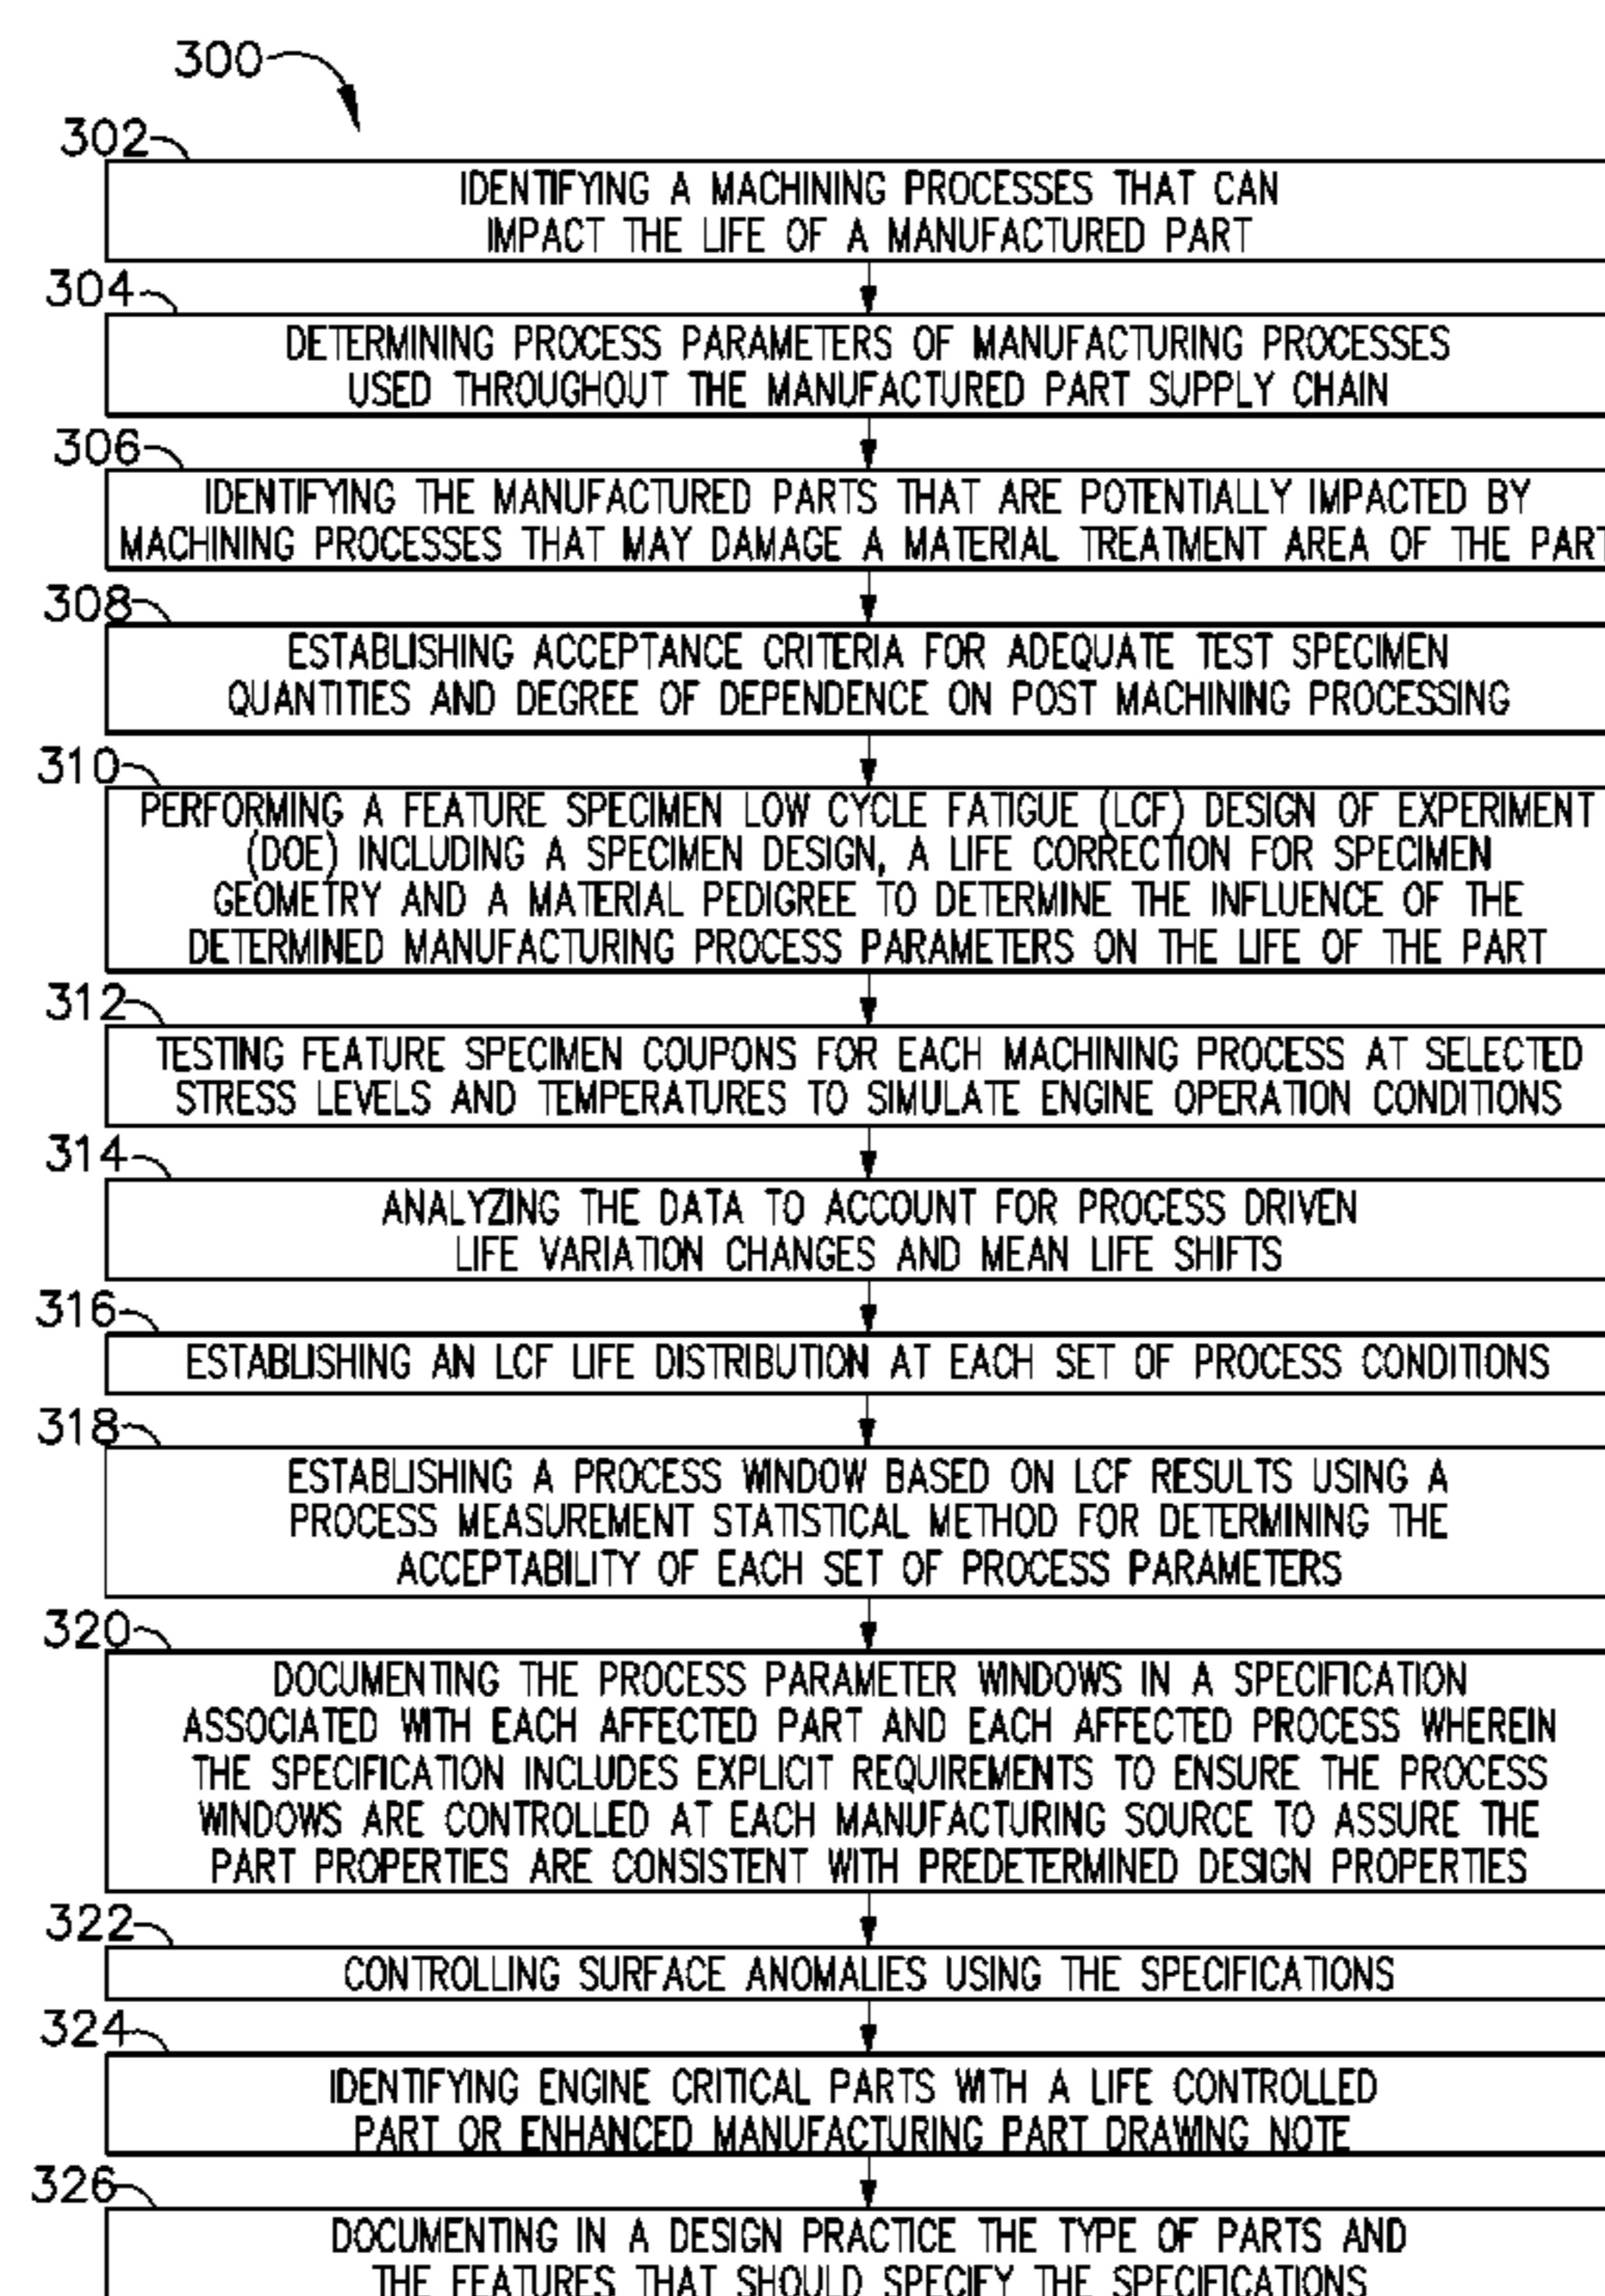 300
302
IDENTIFYING A MACHINING PROCESSES THAT CAN
IMPACT THE LIFE OF A MANUFACTURED PART
304
DETERMINING PROCESS PARAMETERS OF MANUFACTURING PROCESSES
USED THROUGHOUT THE MANUFACTURED PART SUPPLY CHAIN
306
IDENTIFYING THE MANUFACTURED PARTS THAT ARE POTENTIALLY IMPACTED BY
MACHINING PROCESSES THAT MAY DAMAGE A MATERIAL TREATMENT AREA OF THE PART
308
ESTABLISHING ACCEPTANCE CRITERIA FOR ADEQUATE TEST SPECIMEN
QUANTITIES AND DEGREE OF DEPENDENCE ON POST MACHINING PROCESSING
310
PERFORMING A FEATURE SPECIMEN LOW CYCLE FATIGUE (LCF) DESIGN OF EXPERIMENT
(DOE) INCLUDING A SPECIMEN DESIGN, A LIFE CORRECTION FOR SPECIMEN
GEOMETRY AND A MATERIAL PEDIGREE TO DETERMINE THE INFLUENCE OF THE
DETERMINED MANUFACTURING PROCESS PARAMETERS ON THE LIFE OF THE PART
312
TESTING FEATURE SPECIMEN COUPONS FOR EACH MACHINING PROCESS AT SELECTED
STRESS LEVELS AND TEMPERATURES TO SIMULATE ENGINE OPERATION CONDITIONS
314
ANALYZING THE DATA TO ACCOUNT FOR PROCESS DRIVEN
LIFE VARIATION CHANGES AND MEAN LIFE SHIFTS
316
ESTABLISHING AN LCF LIFE DISTRIBUTION AT EACH SET OF PROCESS CONDITIONS
318
ESTABLISHING A PROCESS WINDOW BASED ON LCF RESULTS USING A
PROCESS MEASUREMENT STATISTICAL METHOD FOR DETERMINING THE
ACCEPTABILITY OF EACH SET OF PROCESS PARAMETERS
320
DOCUMENTING THE PROCESS PARAMETER WINDOWS IN A SPECIFICATION
ASSOCIATED WITH EACH AFFECTED PART AND EACH AFFECTED PROCESS WHEREIN
THE SPECIFICATION INCLUDES EXPLICIT REQUIREMENTS TO ENSURE THE PROCESS
WINDOWS ARE CONTROLLED AT EACH MANUFACTURING SOURCE TO ASSURE THE
PART PROPERTIES ARE CONSISTENT WITH PREDETERMINED DESIGN PROPERTIES
322
CONTROLLING SURFACE ANOMALIES USING THE SPECIFICATIONS
324
IDENTIFYING ENGINE CRITICAL PARTS WITH A LIFE CONTROLLED
PART OR ENHANCED MANUFACTURING PART DRAWING NOTE
326
DOCUMENTING IN A DESIGN PRACTICE THE TYPE OF PARTS AND
THE FEATURES THAT SHOULD SPECIFY THE SPECIFICATIONS